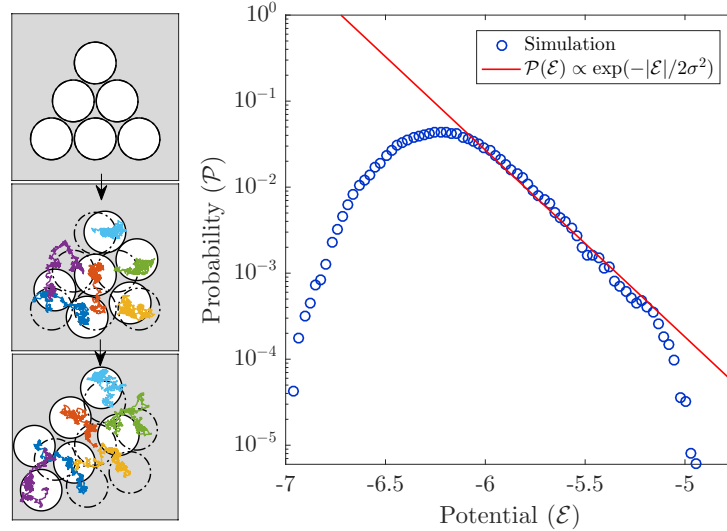 10^0
10^-1
10^-2
10^-3
10^-4
10^-5
Probability (𝒫)
Simulation
𝒫(ℰ) ∝ exp(−|ℰ|/2σ²)
-7 -6.5 -6 -5.5 -5
Potential (ℰ)